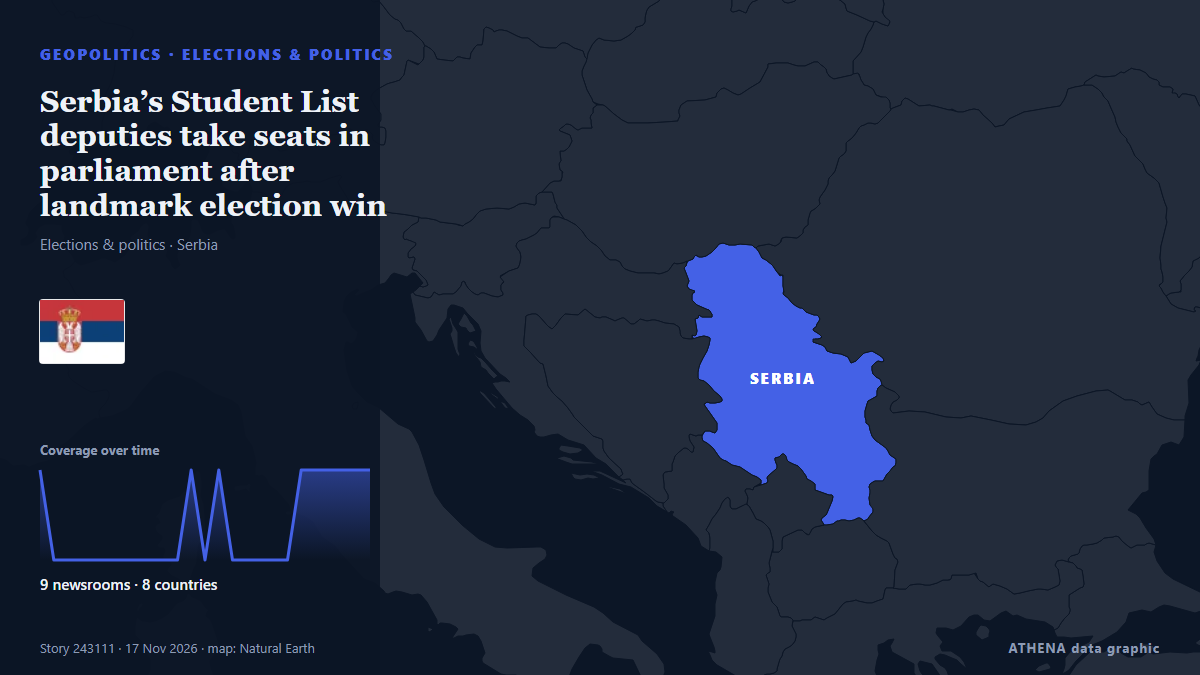 GEOPOLITICS · ELECTIONS & POLITICS
Serbia’s Student List
deputies take seats in
parliament after
landmark election win
Elections & politics · Serbia
SERBIA
Coverage over time
9 newsrooms · 8 countries
Story 243111 · 17 Nov 2026 · map: Natural Earth
ATHENA data graphic